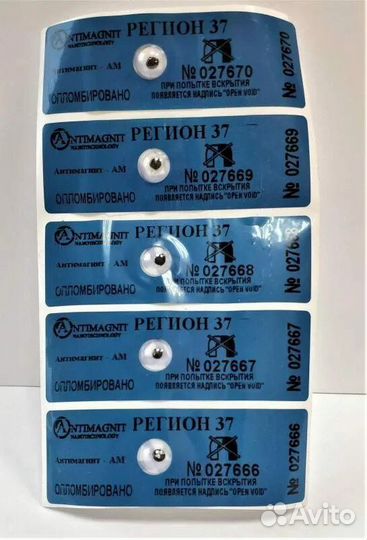 ANTIMAGNIT РЕГИОН 37
NANOTECHNOLOGY
Антимагнит - АМ
№ 027670
ПРИ ПОПЫТКЕ ВСКРЫТИЯ
ОПЛОМБИРОВАНО
ПОЯВЛЯЕТСЯ НАДПИСЬ "OPEN VOID"
№ 027670
ANTIMAGNIT РЕГИОН 37
NANOTECHNOLOGY
Антимагнит - АМ
№ 027669
ПРИ ПОПЫТКЕ ВСКРЫТИЯ
ОПЛОМБИРОВАНО
ПОЯВЛЯЕТСЯ НАДПИСЬ "OPEN VOID"
№ 027669
ANTIMAGNIT РЕГИОН 37
NANOTECHNOLOGY
Антимагнит - АМ
№ 027668
ПРИ ПОПЫТКЕ ВСКРЫТИЯ
ОПЛОМБИРОВАНО
ПОЯВЛЯЕТСЯ НАДПИСЬ "OPEN VOID"
№ 027668
ANTIMAGNIT РЕГИОН 37
NANOTECHNOLOGY
Антимагнит - АМ
№ 027667
ПРИ ПОПЫТКЕ ВСКРЫТИЯ
ОПЛОМБИРОВАНО
ПОЯВЛЯЕТСЯ НАДПИСЬ "OPEN VOID"
№ 027667
ANTIMAGNIT РЕГИОН 37
NANOTECHNOLOGY
Антимагнит - АМ
№ 027666
ПРИ ПОПЫТКЕ ВСКРЫТИЯ
ОПЛОМБИРОВАНО
ПОЯВЛЯЕТСЯ НАДПИСЬ "OPEN VOID"
№ 027666
Avito